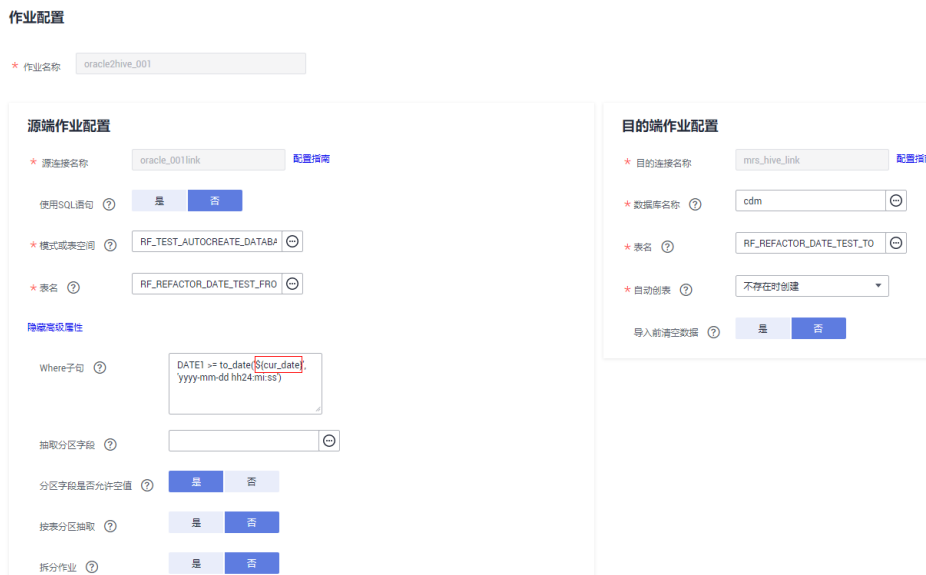 作业配置
* 作业名称 oracle2hive_001
源端作业配置
* 源连接名称 oracle_001link 配置指南
使用SQL语句 ? 是 否
* 模式或表空间 ? RF_TEST_AUTOCREATE_DATABA
* 表名 ? RF_REFACTOR_DATE_TEST_FRO
隐藏高级属性
Where子句 ? DATE1 >= to_date('${cur_date}',
'yyyy-mm-dd hh24:mi:ss')
抽取分区字段 ?
分区字段是否允许空值 ? 是 否
按表分区抽取 ? 是 否
拆分作业 ? 是 否
目的端作业配置
* 目的连接名称 mrs_hive_link 配置指
* 数据库名称 ? cdm
* 表名 ? RF_REFACTOR_DATE_TEST_TO
* 自动创表 ? 不存在时创建
导入前清空数据 ? 是 否